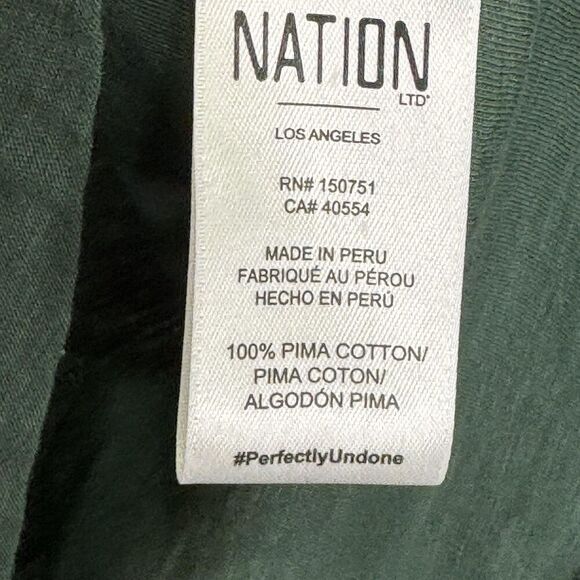 NATION
LTD
LOS ANGELES
RN# 150751
CA# 40554
MADE IN PERU
FABRIQUÉ AU PÉROU
HECHO EN PERÚ
100% PIMA COTTON/
PIMA COTON/
ALGODÓN PIMA
#PerfectlyUndone